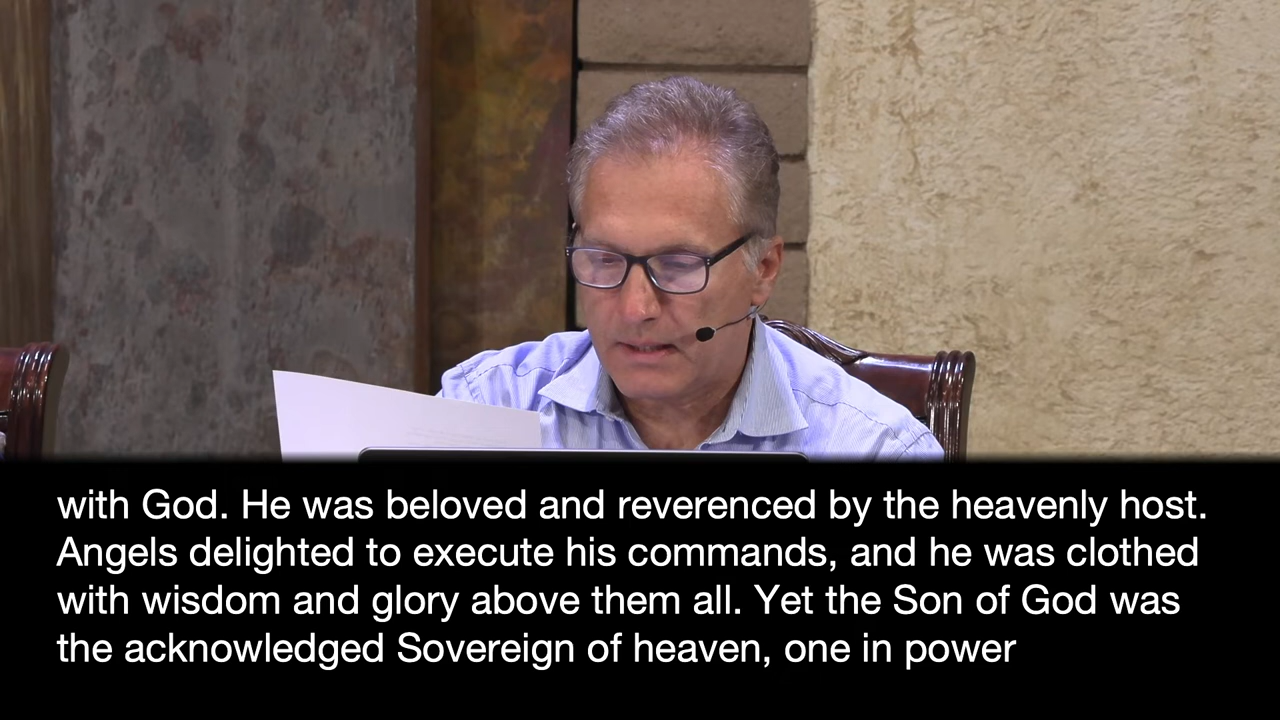 with God. He was beloved and reverenced by the heavenly host.
Angels delighted to execute his commands, and he was clothed
with wisdom and glory above them all. Yet the Son of God was
the acknowledged Sovereign of heaven, one in power